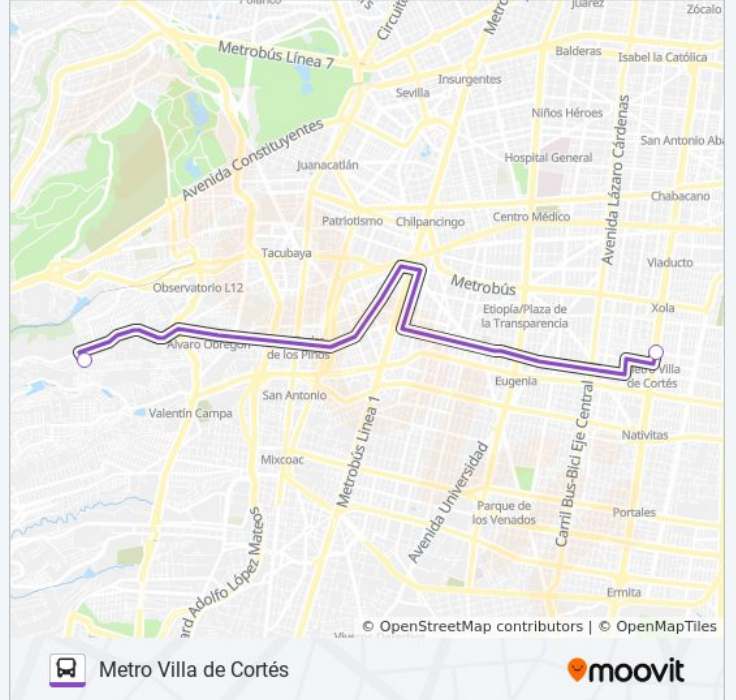 Polanco
Juárez
Zócalo
Circuito
Metrobús Línea 7
Balderas
Isabel la Católica
Insurgentes
Sevilla
Niños Héroes
Avenida Constituyentes
Avenida Lázaro Cárdenas
San Antonio Aba
Juanacatlán
Hospital General
Chabacano
Patriotismo
Chilpancingo
Centro Médico
Tacubaya
Viaducto
Observatorio L12
Metrobús
Etiopía/Plaza de
la Transparencia
Xola
Álvaro Obregón
de los Pinos
Metro Villa
de Cortés
Eugenia
San Antonio
Valentín Campa
Metrobús Línea 1
Carril Bus-Bici Eje Central
Nativitas
Mixcoac
Avenida Universidad
Parque de
los Venados
Portales
ard Adolfo López Mateos
Ermita
© OpenStreetMap contributors | © OpenMapTiles
Metro Villa de Cortés
moovit